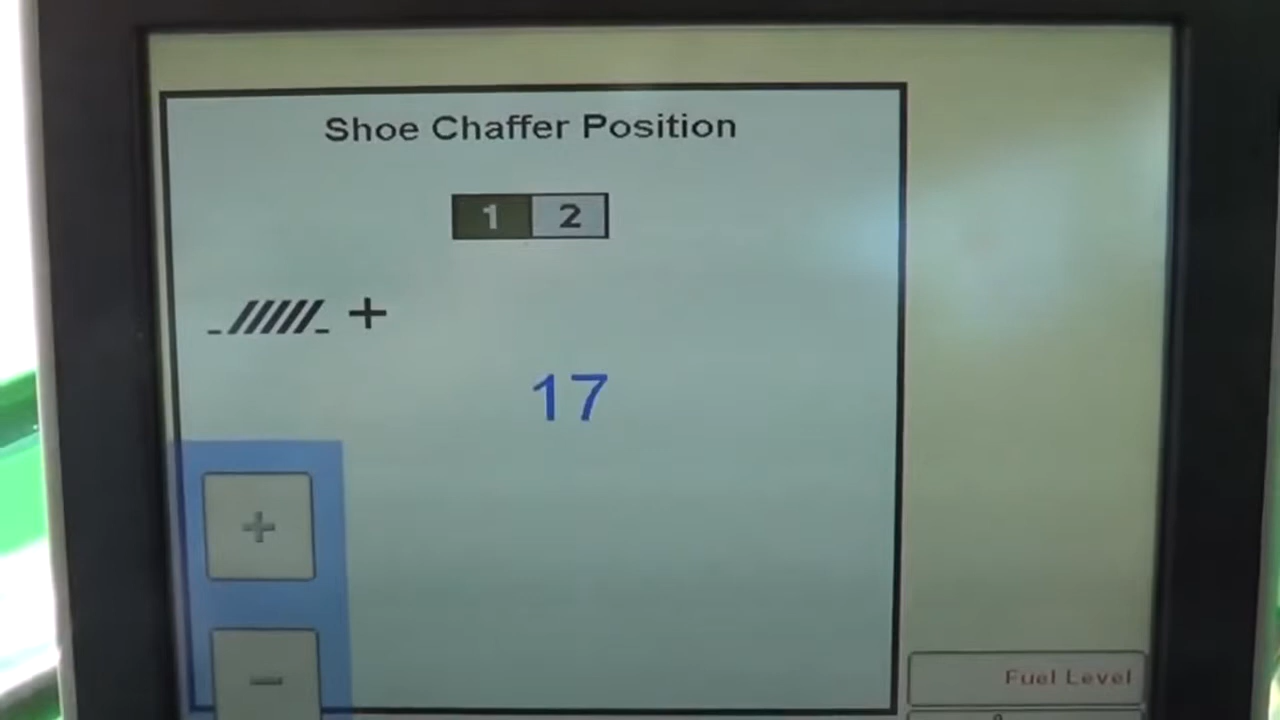 Shoe Chaffer Position
1 2
+
17
+
-
Fuel Level